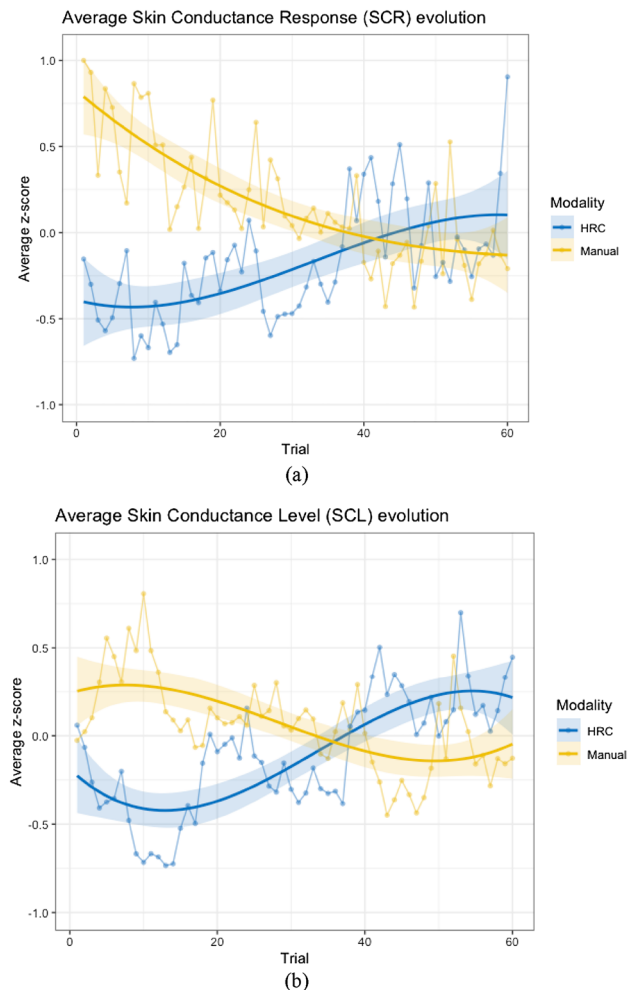 Average Skin Conductance Response (SCR) evolution
1.0
0.5
0.0
-0.5
-1.0
Average z-score
0
20
40
60
Trial
Modality
HRC
Manual
(a)
Average Skin Conductance Level (SCL) evolution
1.0
0.5
0.0
-0.5
-1.0
Average z-score
0
20
40
60
Trial
Modality
HRC
Manual
(b)